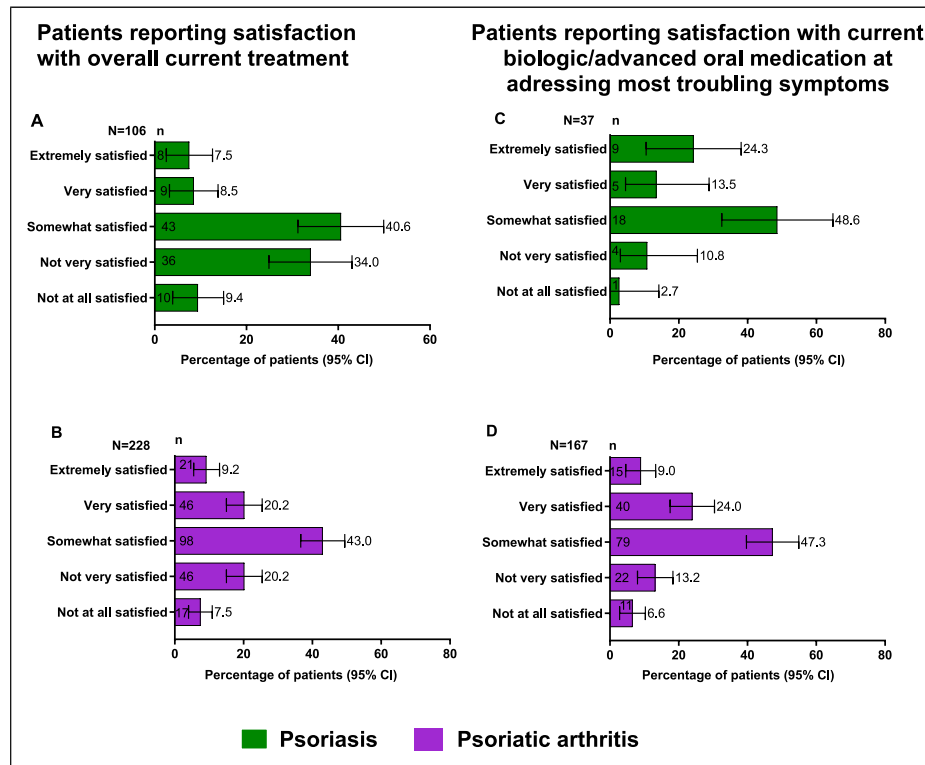 Patients reporting satisfaction
with overall current treatment
Patients reporting satisfaction with current
biologic/advanced oral medication at
adressing most troubling symptoms
A
N=106 n
Extremely satisfied 8 7.5
Very satisfied 9 8.5
Somewhat satisfied 43 40.6
Not very satisfied 36 34.0
Not at all satisfied 10 9.4
0 20 40 60
Percentage of patients (95% CI)
C
N=37 n
Extremely satisfied 9 24.3
Very satisfied 5 13.5
Somewhat satisfied 18 48.6
Not very satisfied 4 10.8
Not at all satisfied 1 2.7
0 20 40 60 80
Percentage of patients (95% CI)
B
N=228 n
Extremely satisfied 21 9.2
Very satisfied 46 20.2
Somewhat satisfied 98 43.0
Not very satisfied 46 20.2
Not at all satisfied 17 7.5
0 20 40 60 80
Percentage of patients (95% CI)
D
N=167 n
Extremely satisfied 15 9.0
Very satisfied 40 24.0
Somewhat satisfied 79 47.3
Not very satisfied 22 13.2
Not at all satisfied 11 6.6
0 20 40 60 80
Percentage of patients (95% CI)
Psoriasis Psoriatic arthritis